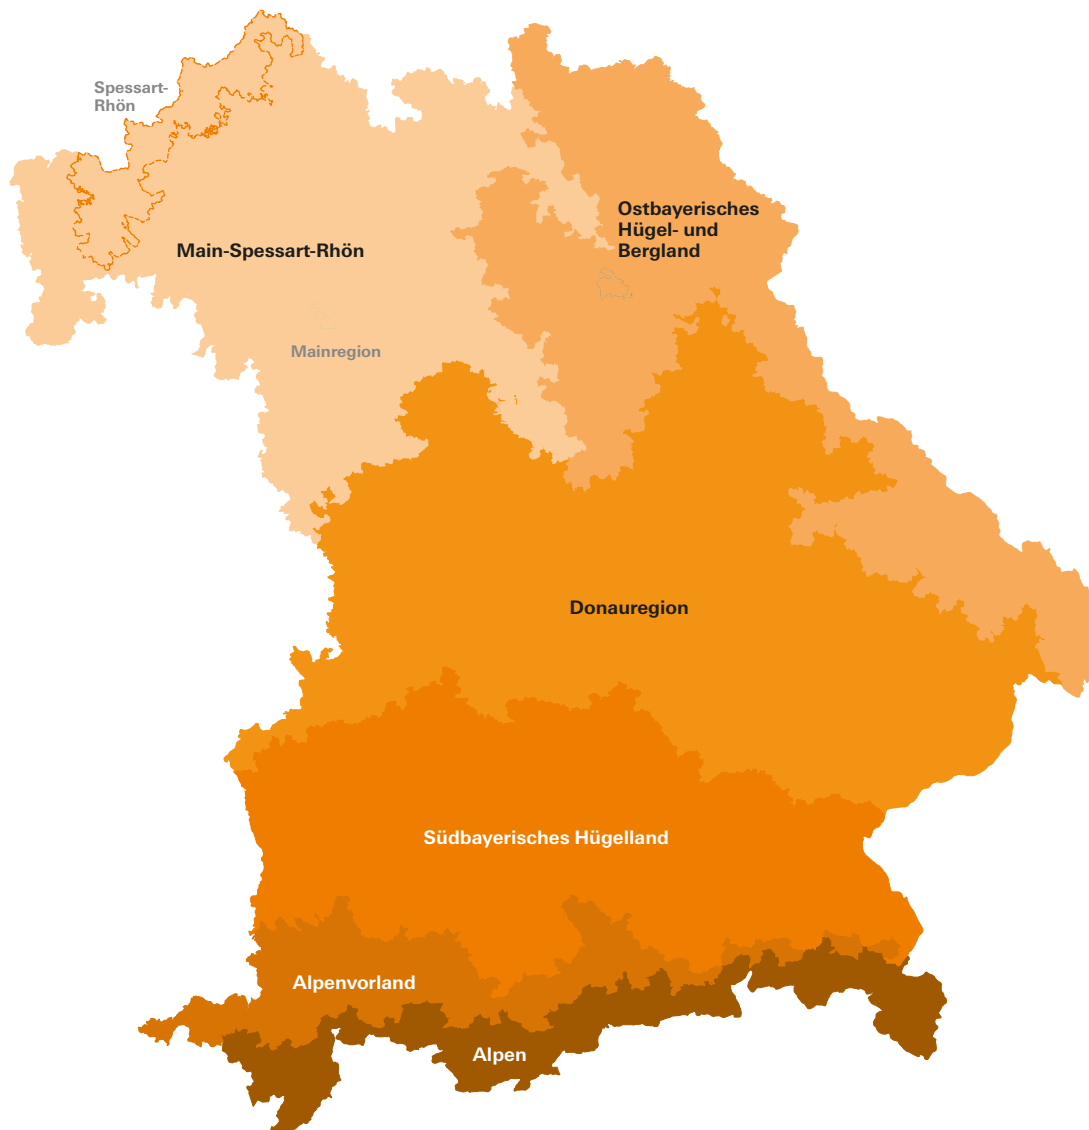 Spessart-
Rhön
Ostbayerisches
Hügel- und
Bergland
Main-Spessart-Rhön
Mainregion
Donauregion
Südbayerisches Hügelland
Alpenvorland
Alpen